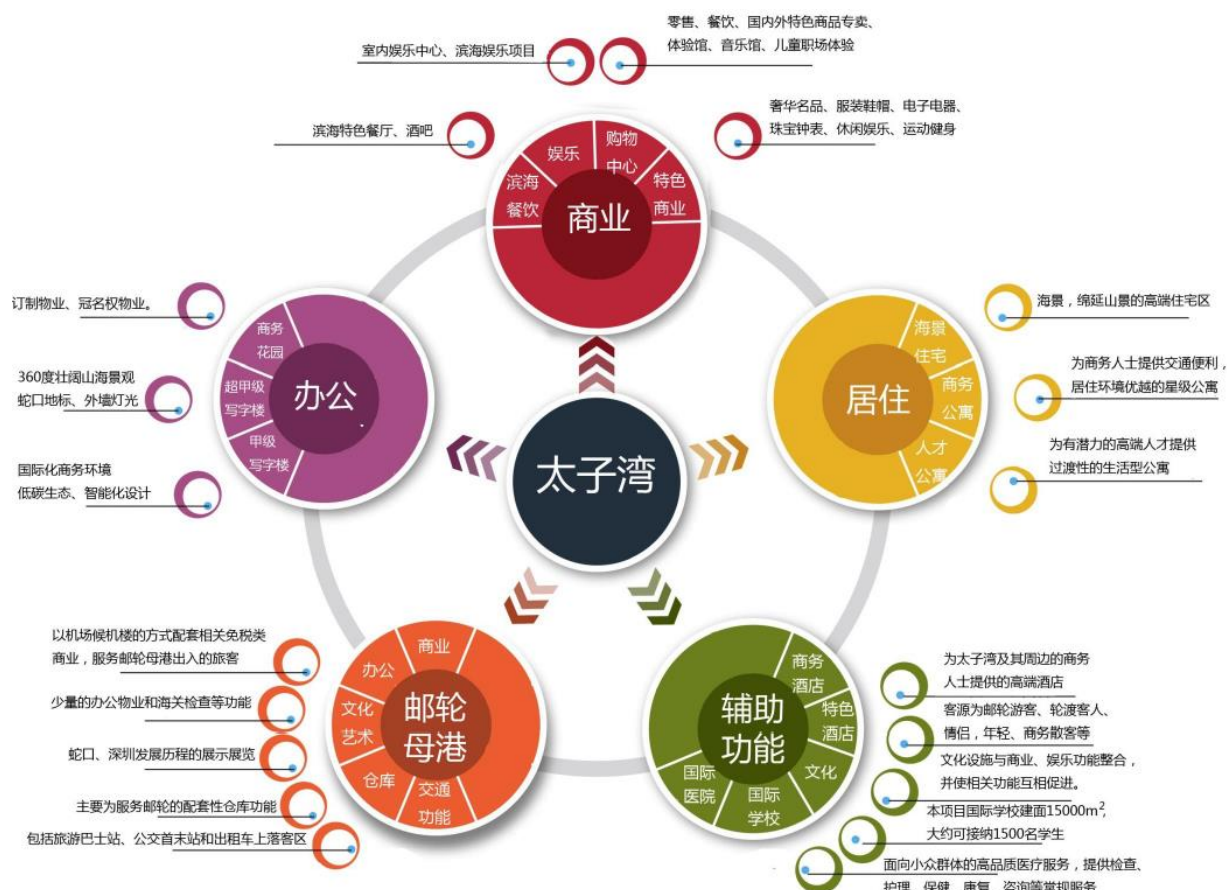 零售、餐饮、国内外特色商品专卖、
体验馆、音乐馆、儿童职场体验
室内娱乐中心、滨海娱乐项目
奢华名品、服装鞋帽、电子电器、
珠宝钟表、休闲娱乐、运动健身
滨海特色餐厅、酒吧
滨海
餐饮
娱乐
购物
中心
特色
商业
商业
订制物业、冠名权物业。
360度壮阔山海景观
蛇口地标、外墙灯光
国际化商务环境
低碳生态、智能化设计
商务
花园
超甲级
写字楼
甲级
写字楼
办公
太子湾
居住
海景
住宅
商务
公寓
人才
公寓
海景，绵延山景的高端住宅区
为商务人士提供交通便利，
居住环境优越的星级公寓
为有潜力的高端人才提供
过渡性的生活型公寓
以机场候机楼的方式配套相关免税类
商业，服务邮轮母港出入的旅客
少量的办公物业和海关检查等功能
蛇口、深圳发展历程的展示展览
主要为服务邮轮的配套性仓库功能
包括旅游巴士站、公交首末站和出租车上落客区
商业
办公
文化
艺术
仓库
交通
功能
邮轮
母港
辅助
功能
商务
酒店
特色
酒店
文化
国际
学校
国际
医院
为太子湾及其周边的商务
人士提供的高端酒店
客源为邮轮游客、轮渡客人、
情侣，年轻、商务散客等
文化设施与商业、娱乐功能整合，
并使相关功能互相促进。
本项目国际学校建面15000m²,
大约可接纳1500名学生
面向小众群体的高品质医疗服务，提供检查、
护理、保健、康复、咨询等常规服务